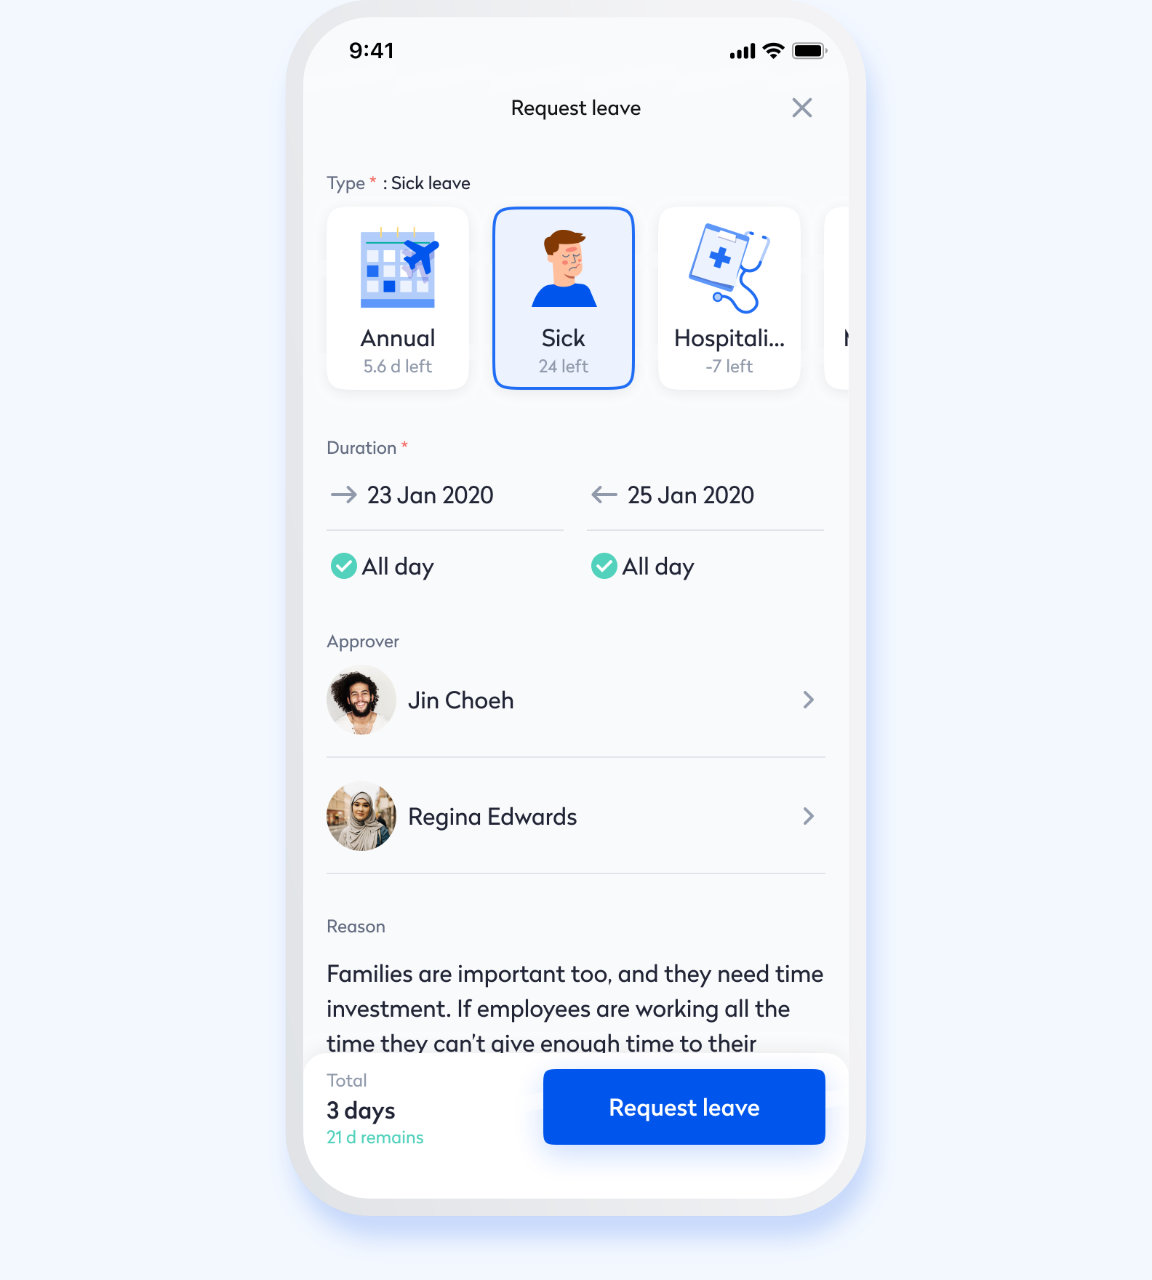 9:41
Request leave
Type * : Sick leave
Annual
5.6 d left
Sick
24 left
Hospitali...
-7 left
Duration *
23 Jan 2020
25 Jan 2020
All day
All day
Approver
Jin Choeh
Regina Edwards
Reason
Families are important too, and they need time
investment. If employees are working all the
time they can’t give enough time to their
Total
3 days
21 d remains
Request leave